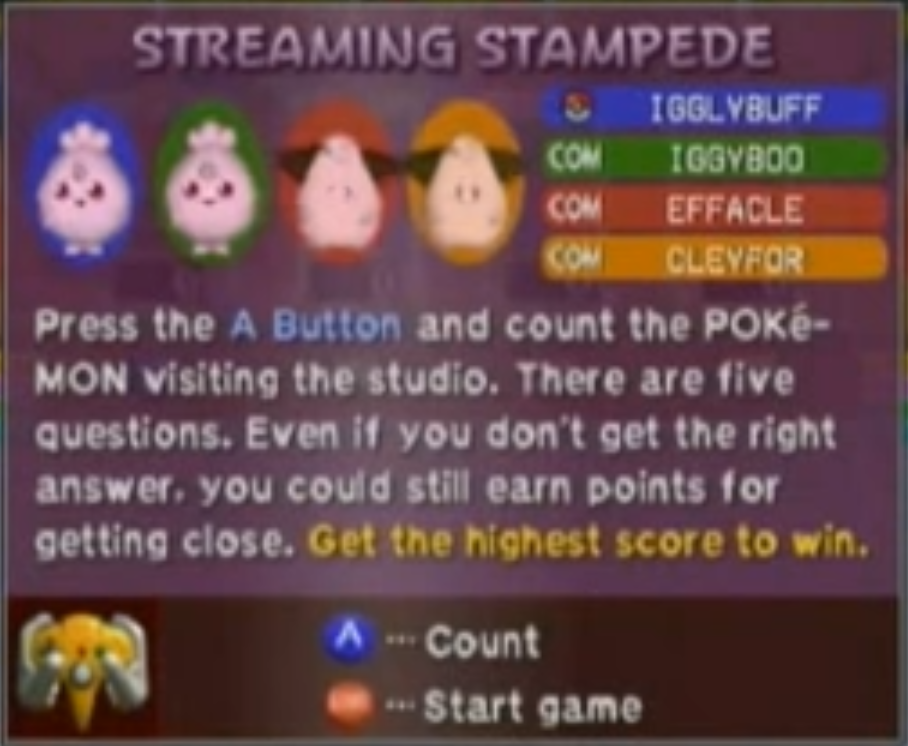 STREAMING STAMPEDE
IGGLYBUFF
COM IGGYBOO
COM EFFACLE
COM CLEYFOR
Press the A Button and count the POKé-
MON visiting the studio. There are five
questions. Even if you don't get the right
answer, you could still earn points for
getting close. Get the highest score to win.
A ... Count
... Start game